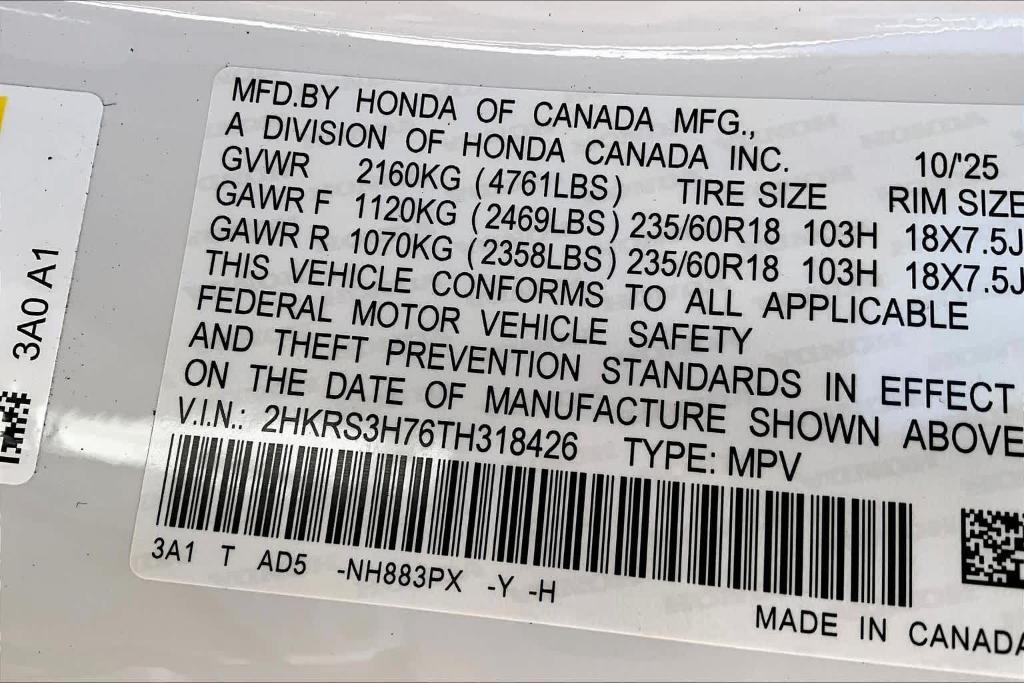 MFD.BY HONDA OF CANADA MFG.,
A DIVISION OF HONDA CANADA INC. 10/'25
GVWR 2160KG (4761LBS) TIRE SIZE RIM SIZE
GAWR F 1120KG (2469LBS) 235/60R18 103H 18X7.5J
GAWR R 1070KG (2358LBS) 235/60R18 103H 18X7.5J
THIS VEHICLE CONFORMS TO ALL APPLICABLE
FEDERAL MOTOR VEHICLE SAFETY
AND THEFT PREVENTION STANDARDS IN EFFECT
ON THE DATE OF MANUFACTURE SHOWN ABOVE
V.I.N.: 2HKRS3H76TH318426 TYPE: MPV
3A1 T AD5 -NH883PX -Y -H
MADE IN CANADA
3A0 A1